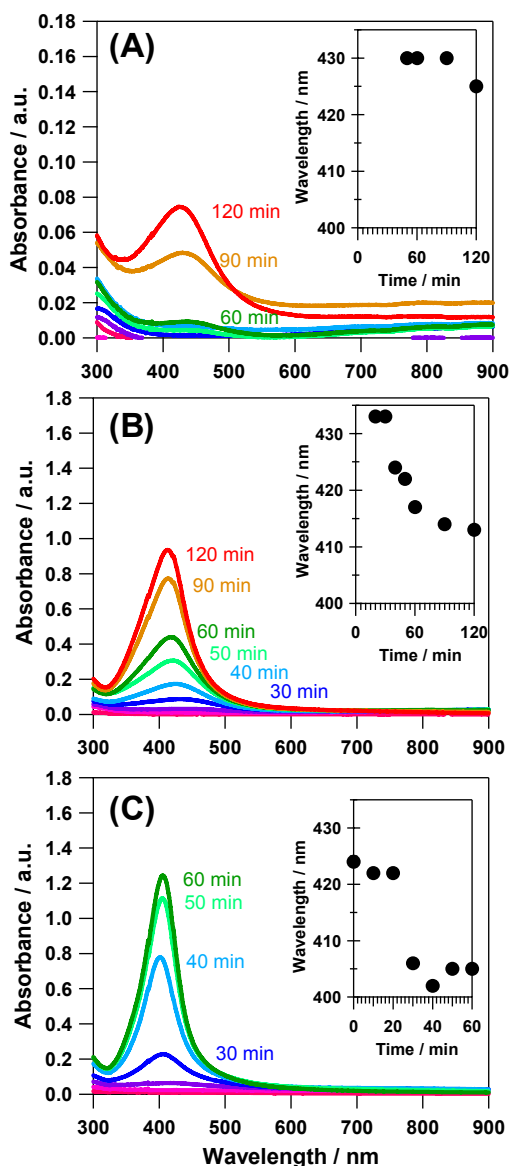 (A)
Absorbance / a.u.
0.18
0.16
0.14
0.12
0.10
0.08
0.06
0.04
0.02
0.00
300 400 500 600 700 800 900
120 min
90 min
60 min
Wavelength / nm
430
420
410
400
0 60 120
Time / min
(B)
Absorbance / a.u.
1.8
1.6
1.4
1.2
1.0
0.8
0.6
0.4
0.2
0.0
300 400 500 600 700 800 900
120 min
90 min
60 min
50 min
40 min
30 min
Wavelength / nm
430
420
410
400
0 60 120
Time / min
(C)
Absorbance / a.u.
1.8
1.6
1.4
1.2
1.0
0.8
0.6
0.4
0.2
0.0
300 400 500 600 700 800 900
60 min
50 min
40 min
30 min
Wavelength / nm
430
420
410
400
0 20 40 60
Time / min
Wavelength / nm